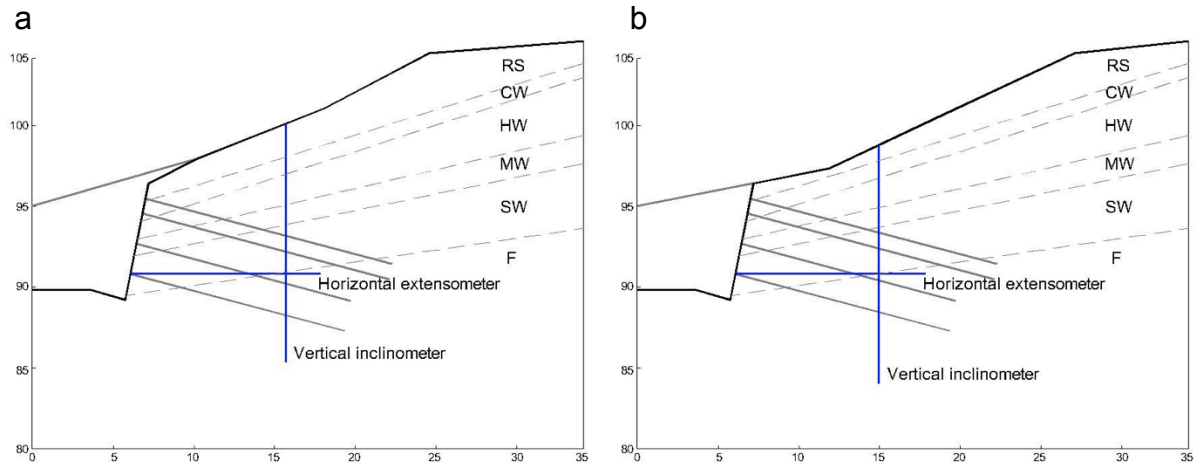 a
105
100
95
90
85
80
0
5
10
15
20
25
30
35
RS
CW
HW
MW
SW
F
Horizontal extensometer
Vertical inclinometer
b
105
100
95
90
85
80
0
5
10
15
20
25
30
35
RS
CW
HW
MW
SW
F
Horizontal extensometer
Vertical inclinometer